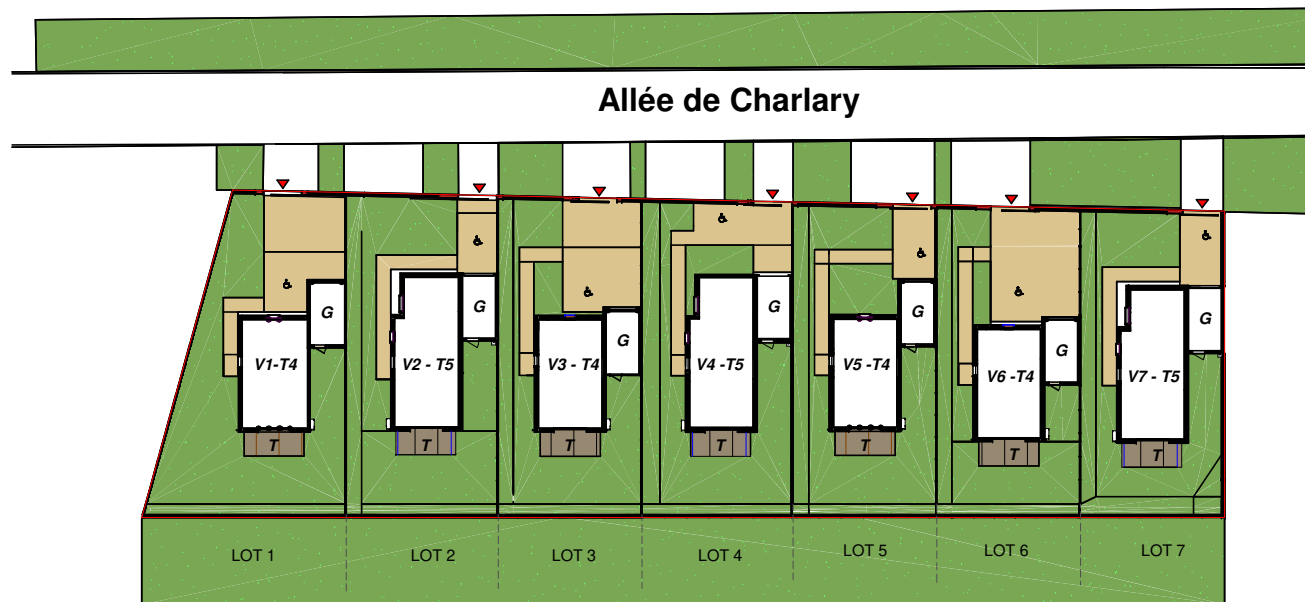 Allée de Charlary
G
G
G
G
G
G
G
V1-T4
V2 - T5
V3 - T4
V4 -T5
V5 -T4
V6 -T4
V7 - T5
T
T
T
T
T
T
T
LOT 1
LOT 2
LOT 3
LOT 4
LOT 5
LOT 6
LOT 7